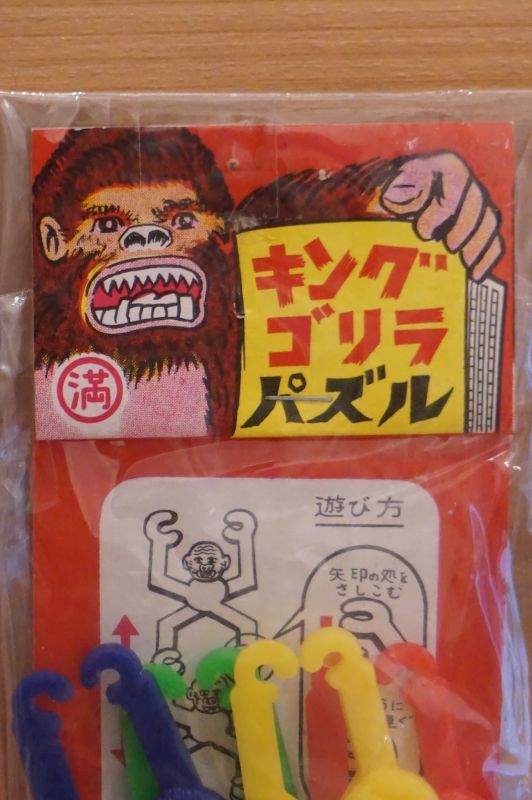 キング
ゴリラ
パズル
満
遊び方
矢印の処を
さしこむ